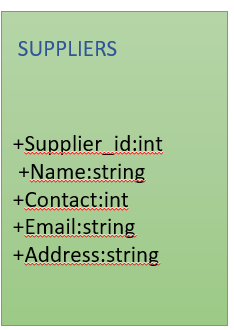 SUPPLIERS
+Supplier_id:int
+Name:string
+Contact:int
+Email:string
+Address:string